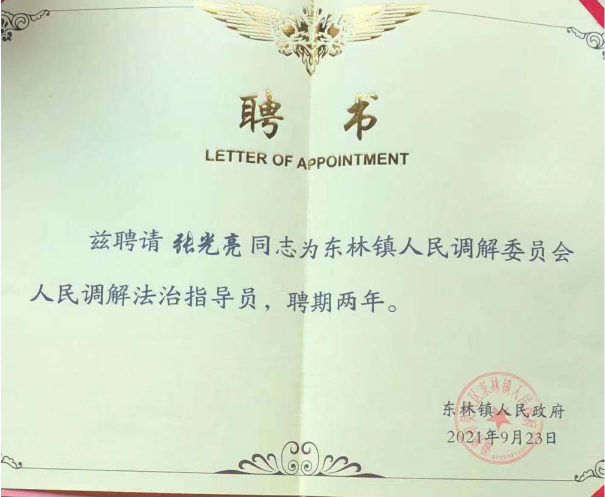 聘书
LETTER OF APPOINTMENT
兹聘请 张光亮 同志为东林镇人民调解委员会
人民调解法治指导员，聘期两年。
东林镇人民政府
2021年9月23日